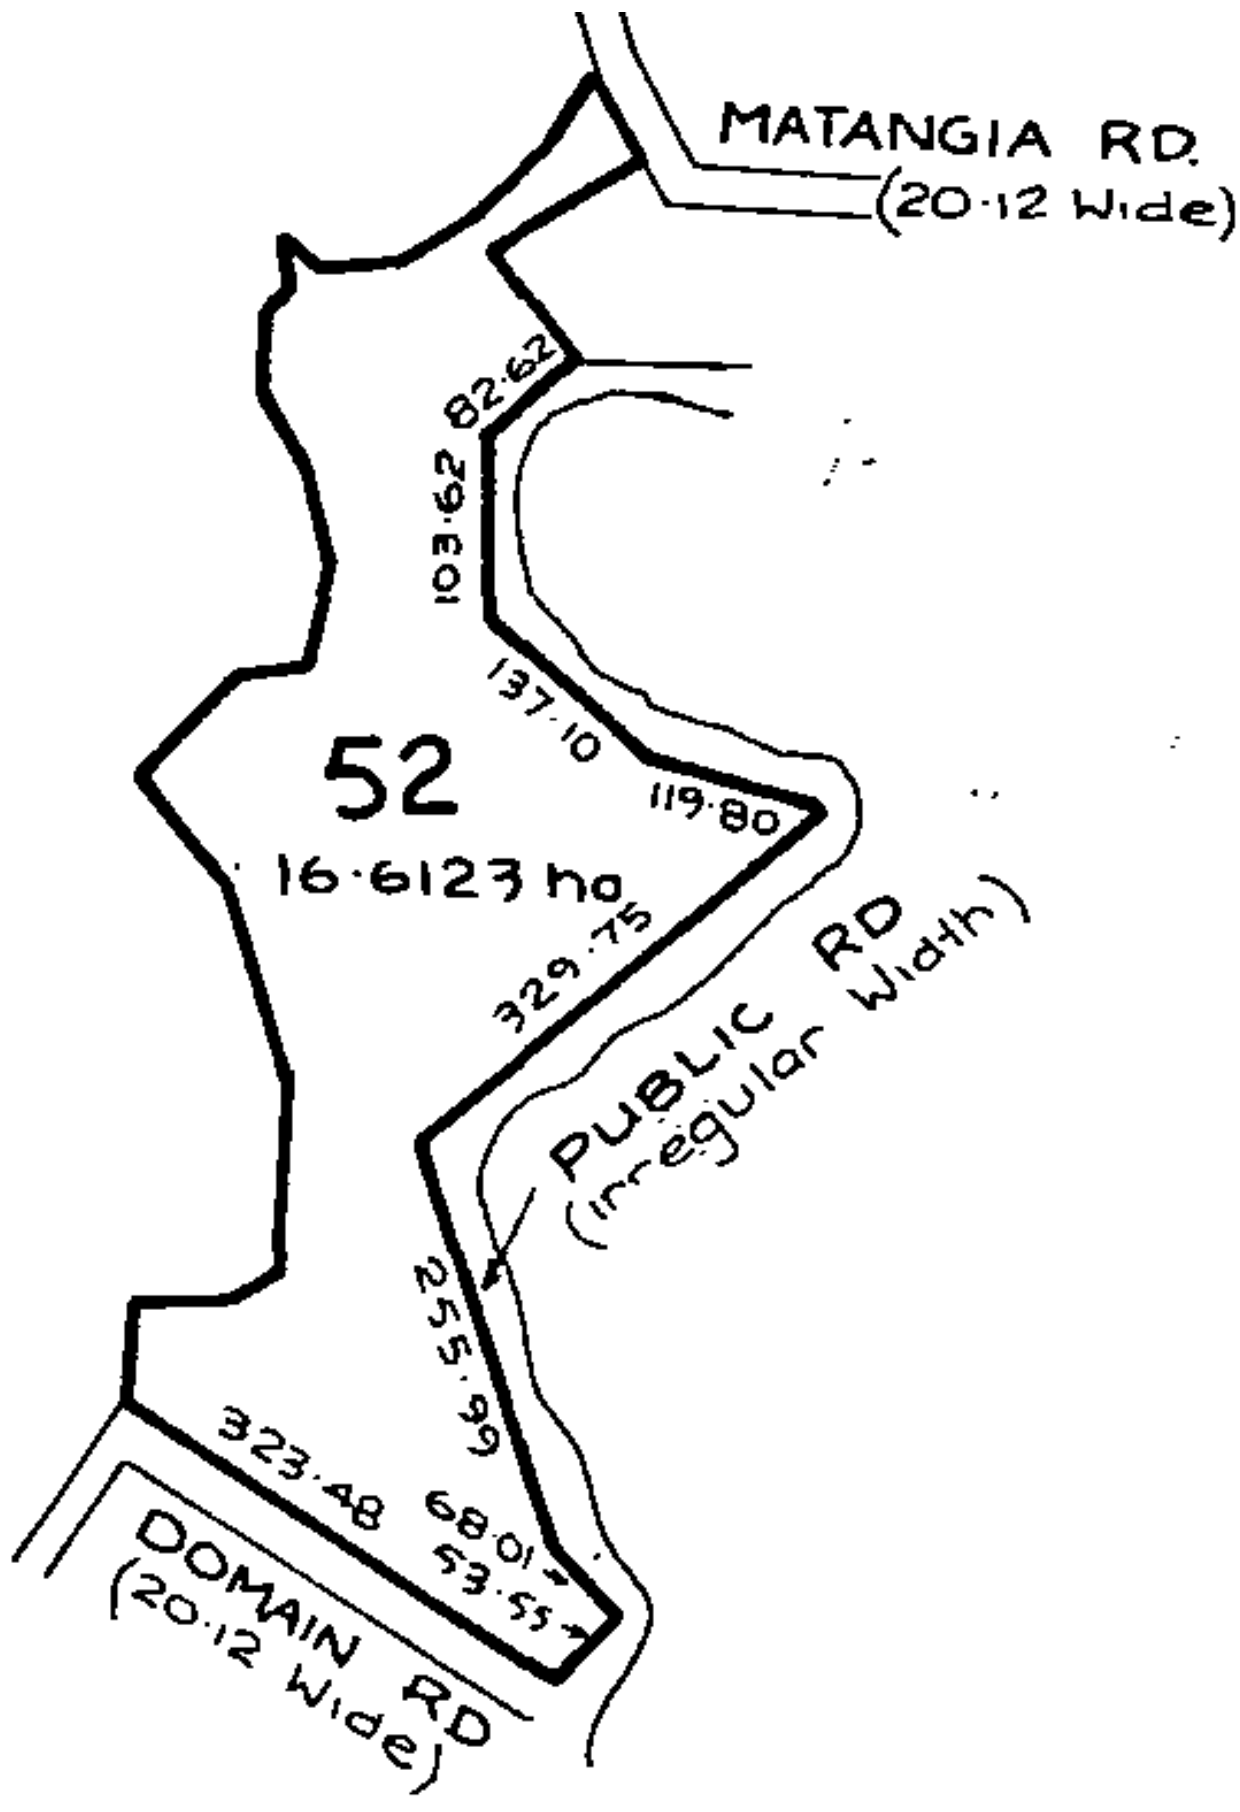 MATANGIA RD.
(20·12 Wide)
82·62
103·62
137·10
52
119·80
16·6123 ha
329·75
PUBLIC RD
(irregular Width)
255·99
323·48
68·01
53·55
DOMAIN RD
(20·12 Wide)